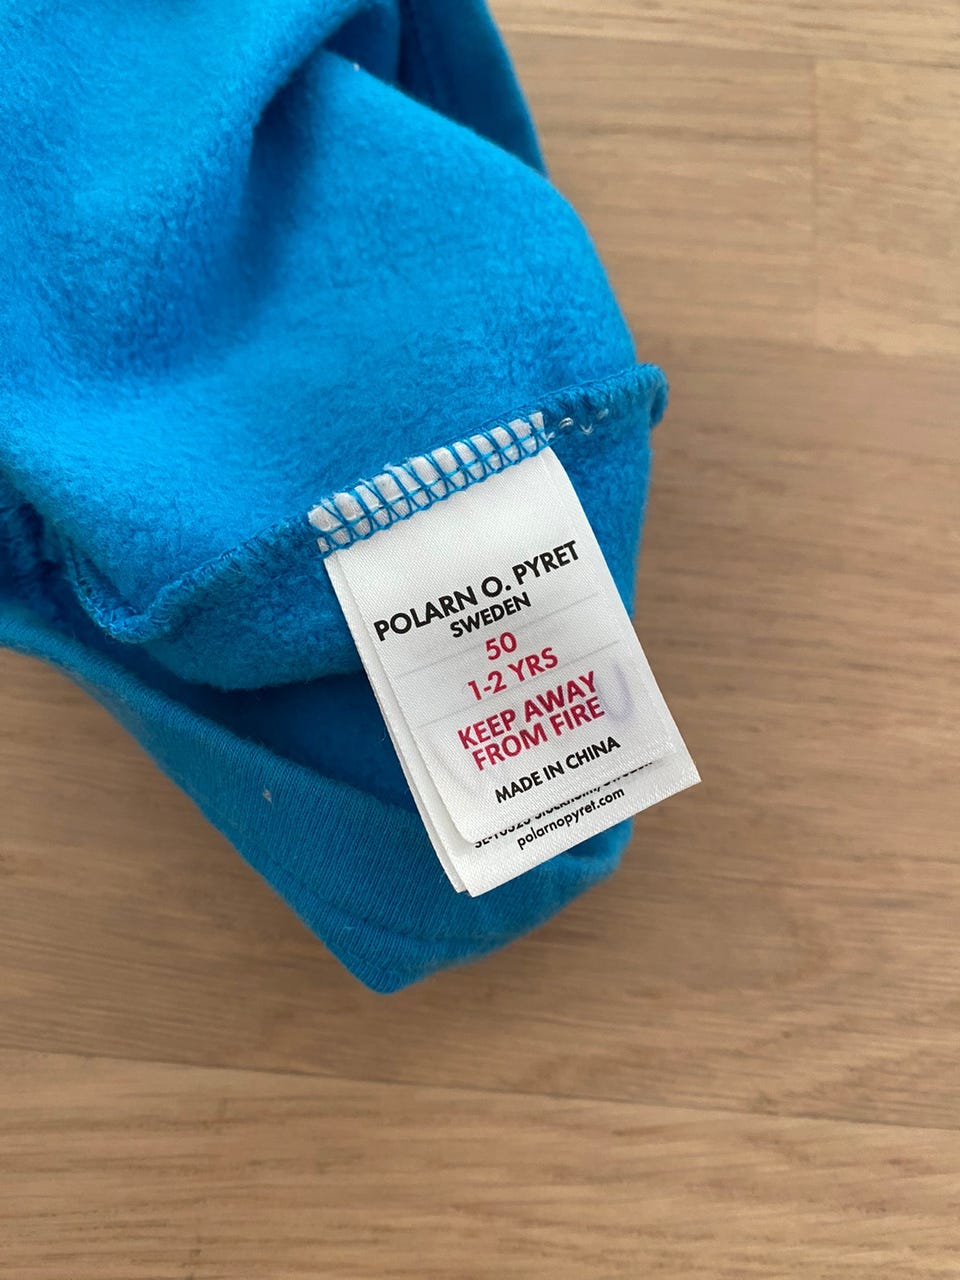 POLARN O. PYRET
SWEDEN
50
1-2 YRS
KEEP AWAY
FROM FIRE
MADE IN CHINA
polarnopyret.com